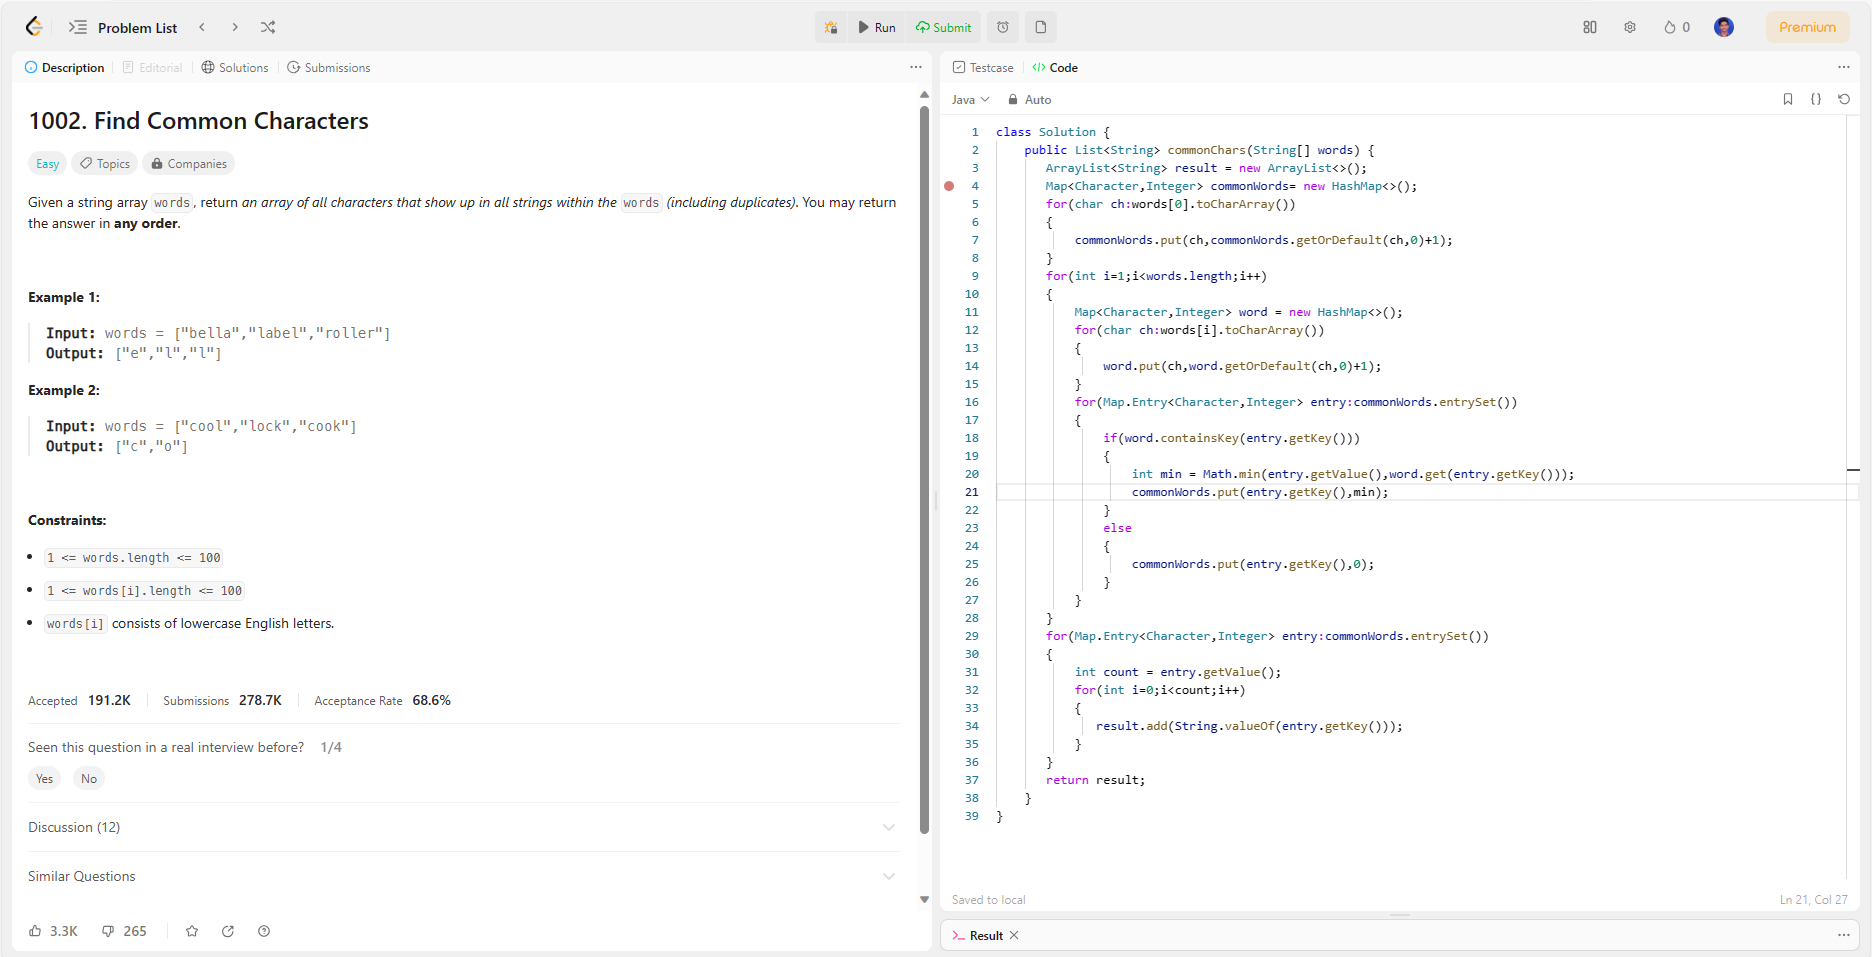 Problem List
Run
Submit
0
Premium
Description
Editorial
Solutions
Submissions
1002. Find Common Characters
Easy
Topics
Companies
Given a string array words, return an array of all characters that show up in all strings within the words (including duplicates). You may return
the answer in any order.
Example 1:
Input: words = ["bella","label","roller"]
Output: ["e","l","l"]
Example 2:
Input: words = ["cool","lock","cook"]
Output: ["c","o"]
Constraints:
• 1 <= words.length <= 100
• 1 <= words[i].length <= 100
• words[i] consists of lowercase English letters.
Accepted 191.2K Submissions 278.7K Acceptance Rate 68.6%
Seen this question in a real interview before? 1/4
Yes No
Discussion (12)
Similar Questions
3.3K 265
Testcase
</> Code
Java
Auto
{}
1 class Solution {
2 public List<String> commonChars(String[] words) {
3 ArrayList<String> result = new ArrayList<>();
4 Map<Character,Integer> commonWords= new HashMap<>();
5 for(char ch:words[0].toCharArray())
6 {
7 commonWords.put(ch,commonWords.getOrDefault(ch,0)+1);
8 }
9 for(int i=1;i<words.length;i++)
10 {
11 Map<Character,Integer> word = new HashMap<>();
12 for(char ch:words[i].toCharArray())
13 {
14 word.put(ch,word.getOrDefault(ch,0)+1);
15 }
16 for(Map.Entry<Character,Integer> entry:commonWords.entrySet())
17 {
18 if(word.containsKey(entry.getKey()))
19 {
20 int min = Math.min(entry.getValue(),word.get(entry.getKey()));
21 commonWords.put(entry.getKey(),min);
22 }
23 else
24 {
25 commonWords.put(entry.getKey(),0);
26 }
27 }
28 }
29 for(Map.Entry<Character,Integer> entry:commonWords.entrySet())
30 {
31 int count = entry.getValue();
32 for(int i=0;i<count;i++)
33 {
34 result.add(String.valueOf(entry.getKey()));
35 }
36 }
37 return result;
38 }
39 }
Saved to local
Ln 21, Col 27
Result